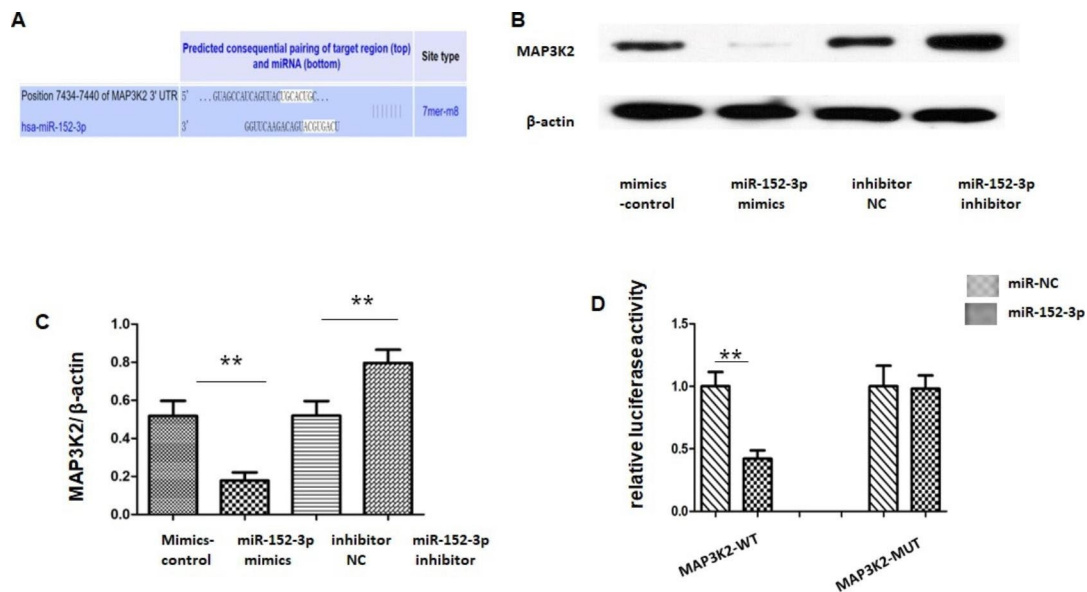 A
Predicted consequential pairing of target region (top)
and miRNA (bottom)
Site type
Position 7434-7440 of MAP3K2 3' UTR
5' ...GUAGCCAUCAGUUACUGCACUGC...
hsa-miR-152-3p
3' GGUUCAAGACAGUACGUGACU
7mer-m8
B
MAP3K2
β-actin
mimics
-control
miR-152-3p
mimics
inhibitor
NC
miR-152-3p
inhibitor
C
MAP3K2/β-actin
1.0
0.8
0.6
0.4
0.2
0.0
**
**
Mimics-
control
miR-152-3p
mimics
inhibitor
NC
miR-152-3p
inhibitor
D
miR-NC
miR-152-3p
relative luciferase activity
1.5
1.0
0.5
0.0
**
MAP3K2-WT
MAP3K2-MUT